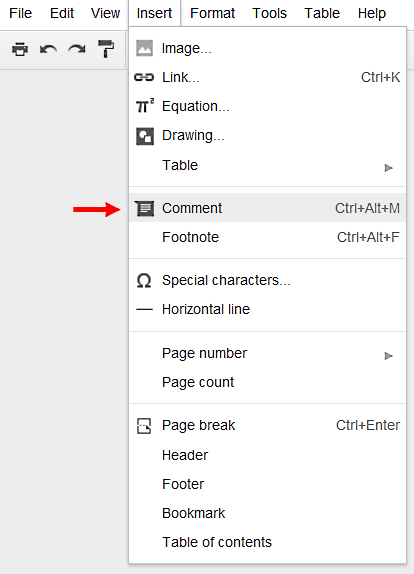 File Edit View Insert Format Tools Table Help
Image...
Link... Ctrl+K
π² Equation...
Drawing...
Table
Comment Ctrl+Alt+M
Footnote Ctrl+Alt+F
Ω Special characters...
Horizontal line
Page number
Page count
Page break Ctrl+Enter
Header
Footer
Bookmark
Table of contents